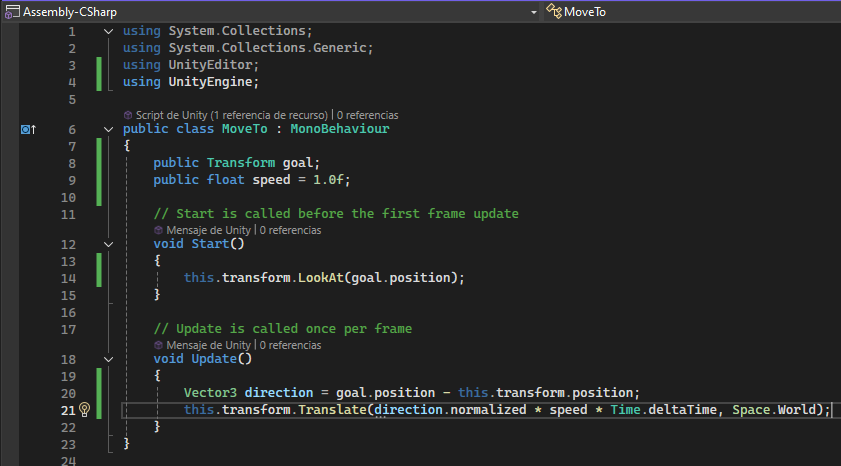 Assembly-CSharp
MoveTo
1 using System.Collections;
2 using System.Collections.Generic;
3 using UnityEditor;
4 using UnityEngine;
5
Script de Unity (1 referencia de recurso) | 0 referencias
6 public class MoveTo : MonoBehaviour
7 {
8 public Transform goal;
9 public float speed = 1.0f;
10
11 // Start is called before the first frame update
Mensaje de Unity | 0 referencias
12 void Start()
13 {
14 this.transform.LookAt(goal.position);
15 }
16
17 // Update is called once per frame
Mensaje de Unity | 0 referencias
18 void Update()
19 {
20 Vector3 direction = goal.position - this.transform.position;
21 this.transform.Translate(direction.normalized * speed * Time.deltaTime, Space.World);
22 }
23 }
24